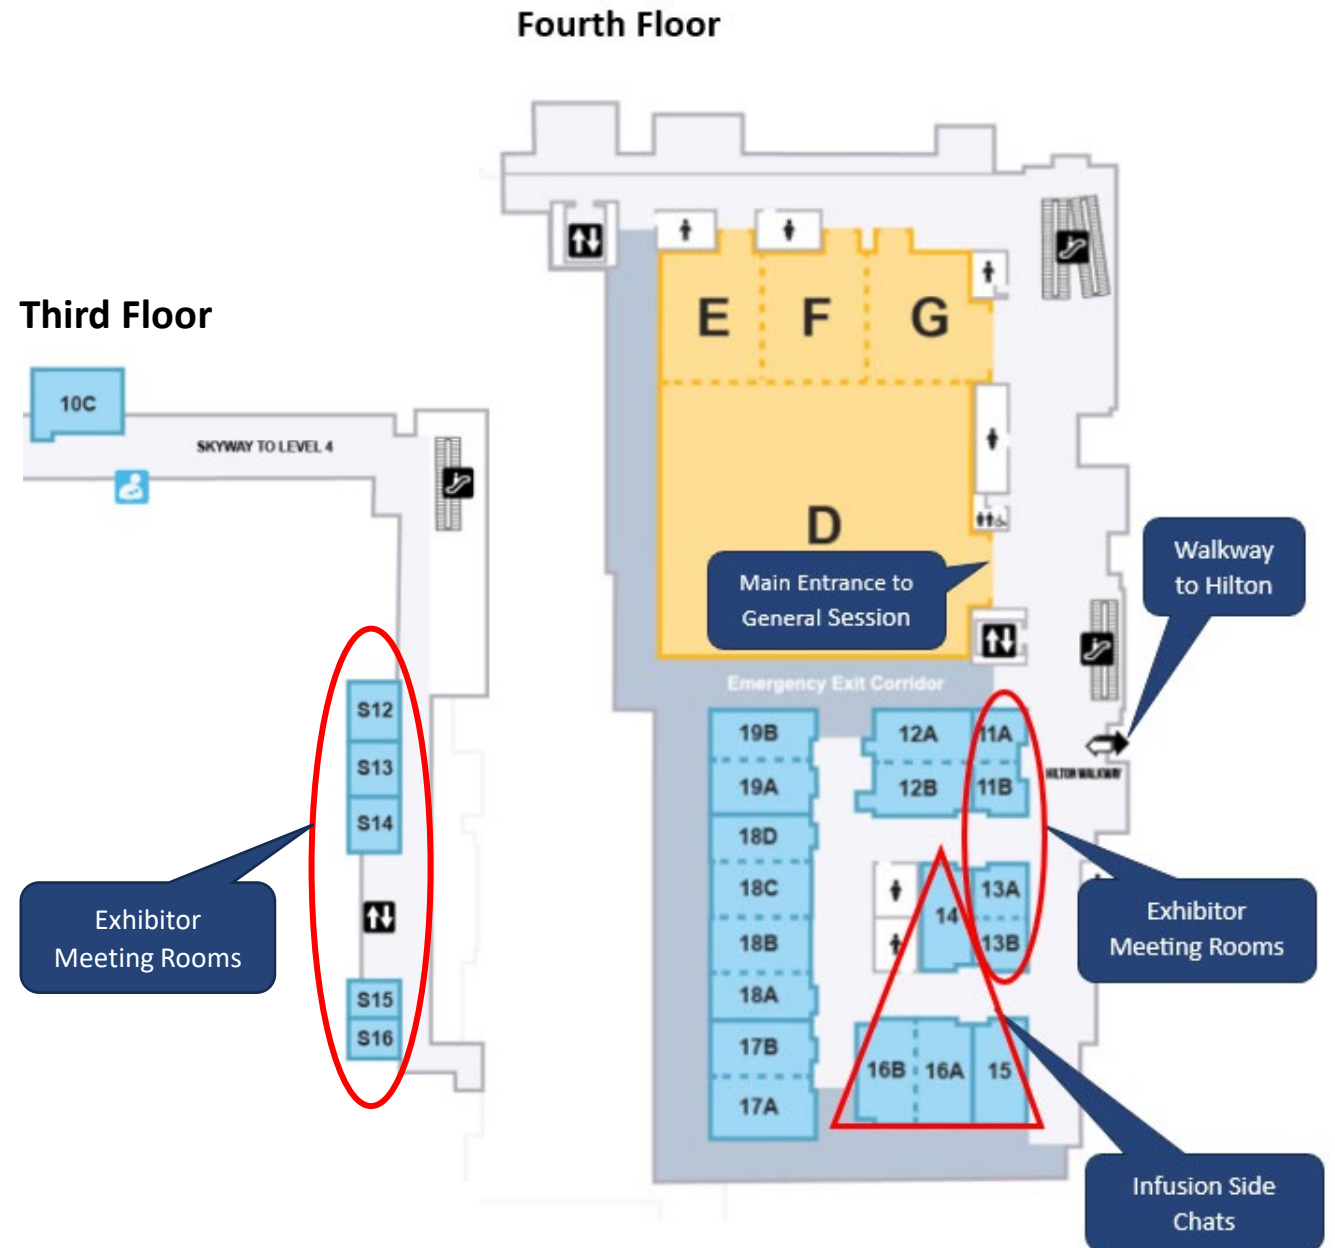 Fourth Floor
E
F
G
D
Main Entrance to
General Session
Walkway
to Hilton
Emergency Exit Corridor
HILTON WALKWAY
19B
19A
18D
18C
18B
18A
17B
17A
12A
12B
11A
11B
14
13A
13B
16B
16A
15
Exhibitor
Meeting Rooms
Infusion Side
Chats
Third Floor
10C
SKYWAY TO LEVEL 4
S12
S13
S14
S15
S16
Exhibitor
Meeting Rooms